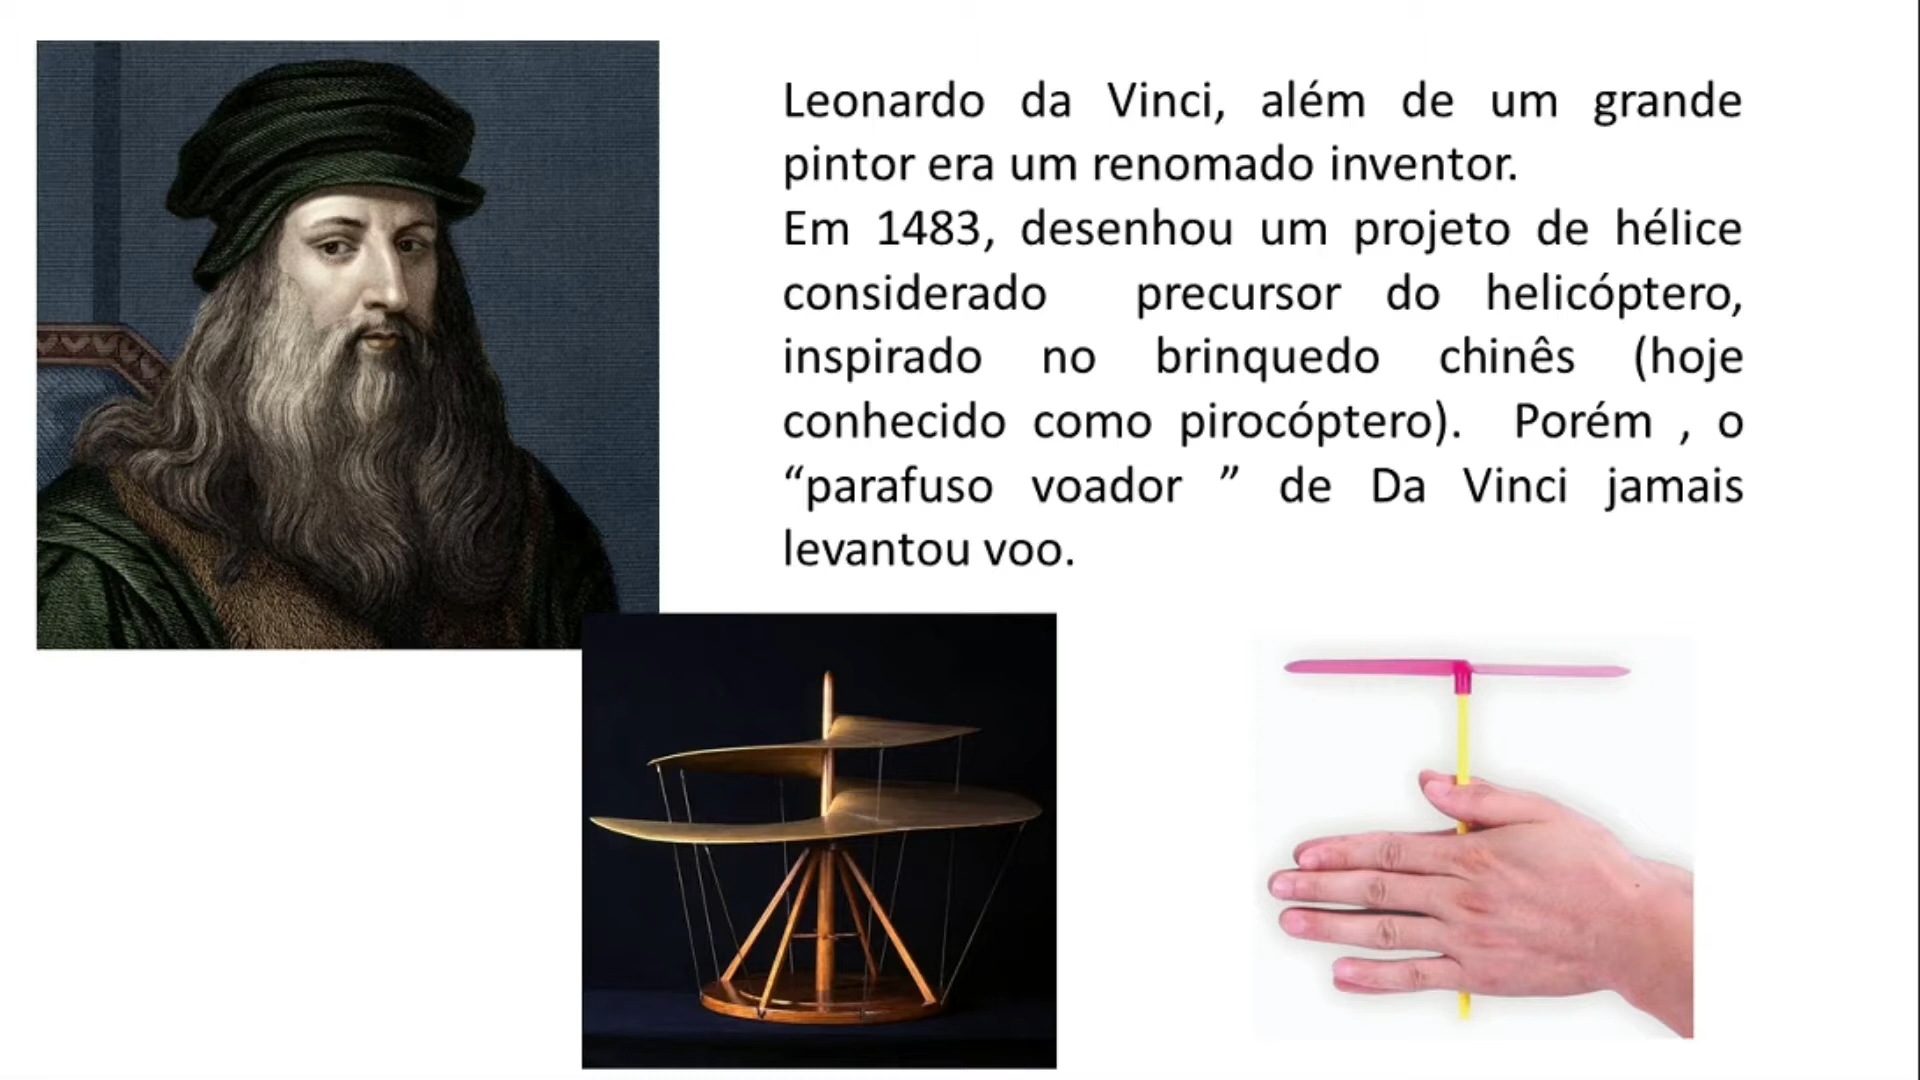 Leonardo da Vinci, além de um grande
pintor era um renomado inventor.
Em 1483, desenhou um projeto de hélice
considerado precursor do helicóptero,
inspirado no brinquedo chinês (hoje
conhecido como pirocóptero). Porém , o
“parafuso voador ” de Da Vinci jamais
levantou voo.